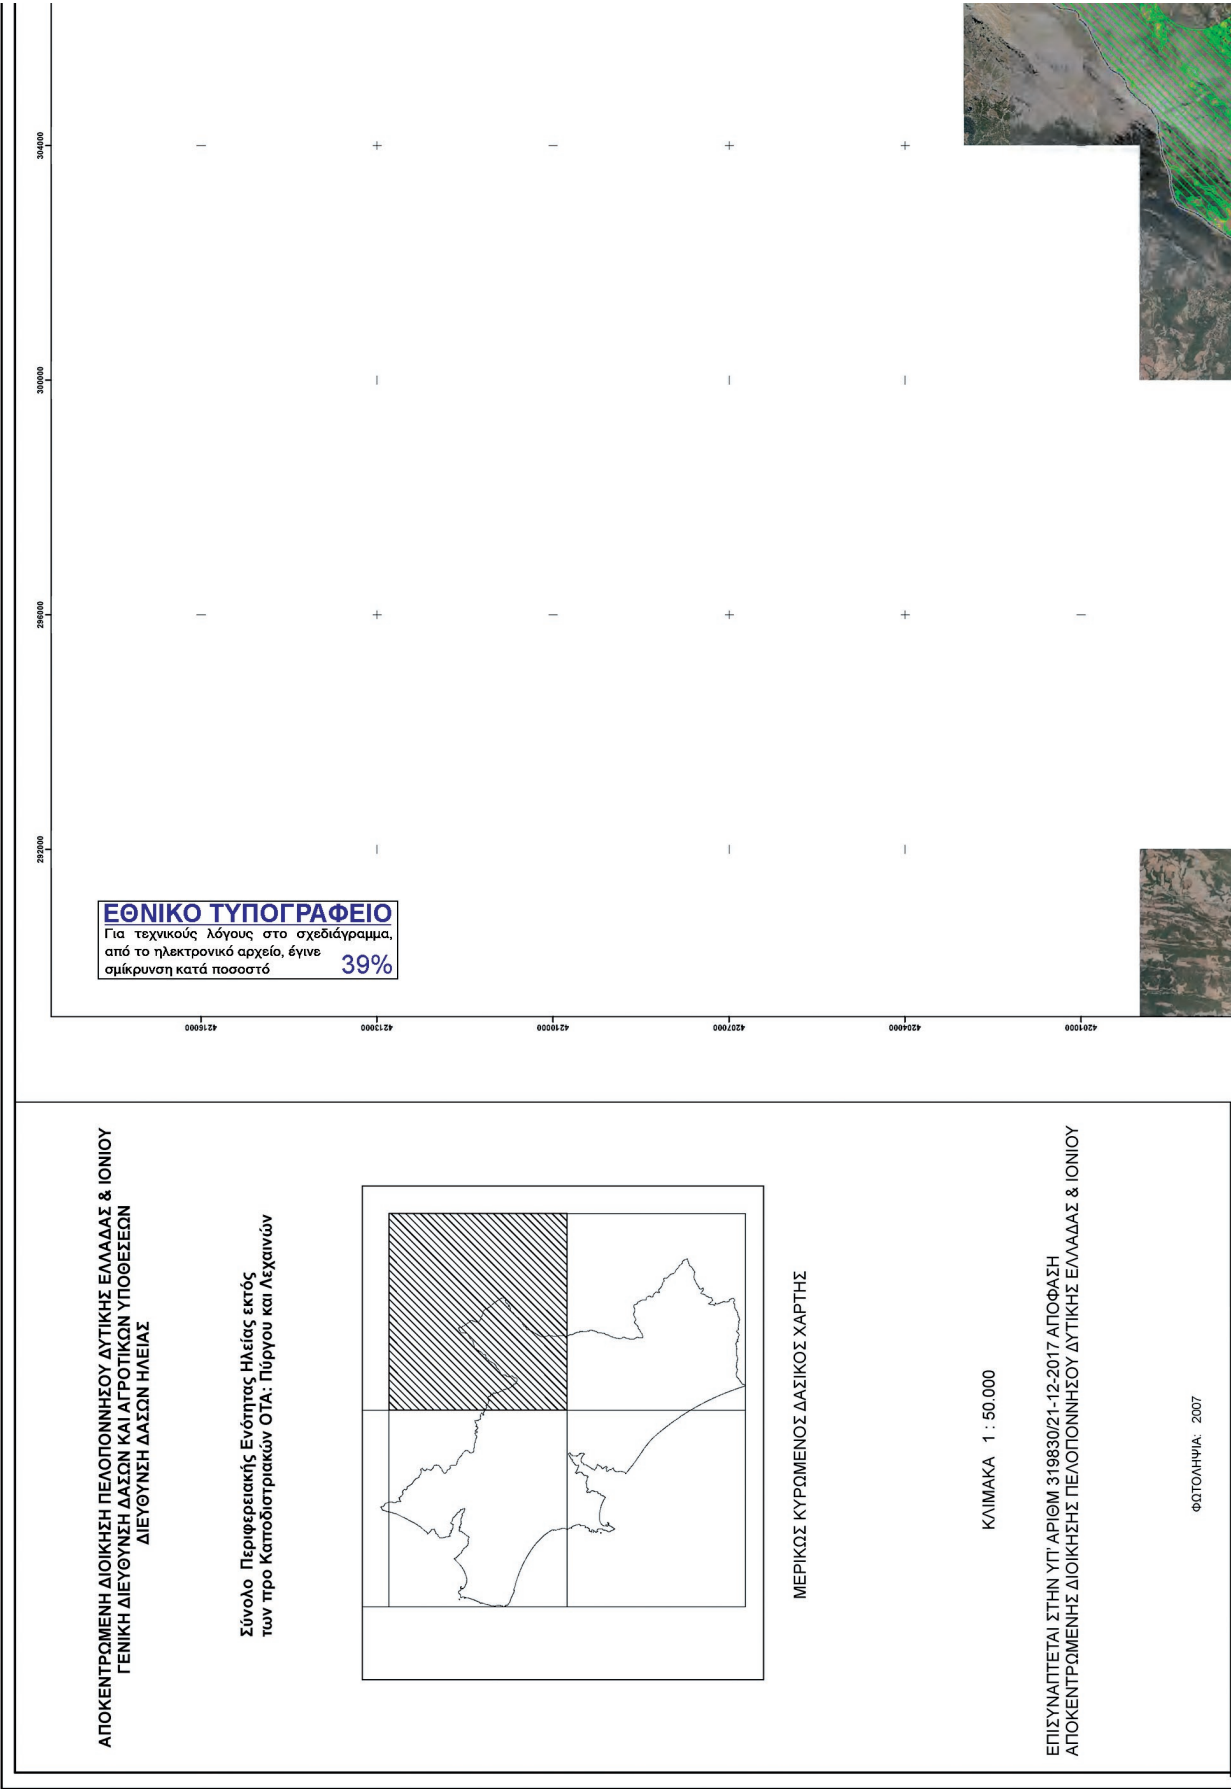 304000
300000
296000
292000
ΕΘΝΙΚΟ ΤΥΠΟΓΡΑΦΕΙΟ
Για τεχνικούς λόγους στο σχεδιάγραμμα,
από το ηλεκτρονικό αρχείο, έγινε
σμίκρυνση κατά ποσοστό 39%
4216000
4213000
4210000
4207000
4204000
4201000
ΑΠΟΚΕΝΤΡΩΜΕΝΗ ΔΙΟΙΚΗΣΗ ΠΕΛΟΠΟΝΝΗΣΟΥ ΔΥΤΙΚΗΣ ΕΛΛΑΔΑΣ & ΙΟΝΙΟΥ
ΓΕΝΙΚΗ ΔΙΕΥΘΥΝΣΗ ΔΑΣΩΝ ΚΑΙ ΑΓΡΟΤΙΚΩΝ ΥΠΟΘΕΣΕΩΝ
ΔΙΕΥΘΥΝΣΗ ΔΑΣΩΝ ΗΛΕΙΑΣ
Σύνολο Περιφερειακής Ενότητας Ηλείας εκτός
των προ Καποδιστριακών ΟΤΑ: Πύργου και Λεχαινών
ΜΕΡΙΚΩΣ ΚΥΡΩΜΕΝΟΣ ΔΑΣΙΚΟΣ ΧΑΡΤΗΣ
ΚΛΙΜΑΚΑ 1 : 50.000
ΕΠΙΣΥΝΑΠΤΕΤΑΙ ΣΤΗΝ ΥΠ' ΑΡΙΘΜ 319830/21-12-2017 ΑΠΟΦΑΣΗ
ΑΠΟΚΕΝΤΡΩΜΕΝΗΣ ΔΙΟΙΚΗΣΗΣ ΠΕΛΟΠΟΝΝΗΣΟΥ ΔΥΤΙΚΗΣ ΕΛΛΑΔΑΣ & ΙΟΝΙΟΥ
ΦΩΤΟΛΗΨΙΑ: 2007